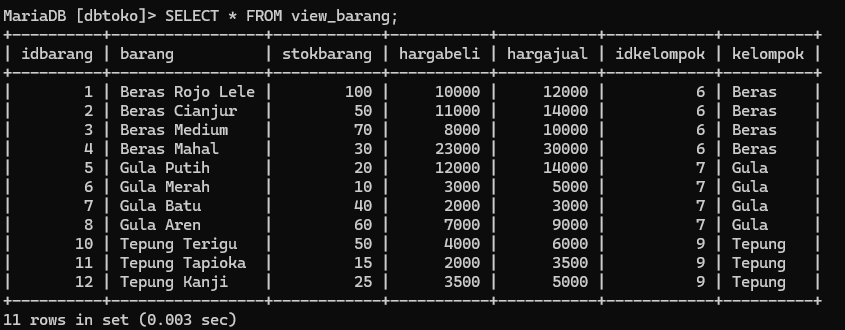 MariaDB [dbtoko]> SELECT * FROM view_barang;
+----------+-----------------+------------+-----------+-----------+------------+----------+
| idbarang | barang          | stokbarang | hargabeli | hargajual | idkelompok | kelompok |
+----------+-----------------+------------+-----------+-----------+------------+----------+
|        1 | Beras Rojo Lele |        100 |     10000 |     12000 |          6 | Beras    |
|        2 | Beras Cianjur   |         50 |     11000 |     14000 |          6 | Beras    |
|        3 | Beras Medium    |         70 |      8000 |     10000 |          6 | Beras    |
|        4 | Beras Mahal     |         30 |     23000 |     30000 |          6 | Beras    |
|        5 | Gula Putih      |         20 |     12000 |     14000 |          7 | Gula     |
|        6 | Gula Merah      |         10 |      3000 |      5000 |          7 | Gula     |
|        7 | Gula Batu       |         40 |      2000 |      3000 |          7 | Gula     |
|        8 | Gula Aren       |         60 |      7000 |      9000 |          7 | Gula     |
|       10 | Tepung Terigu   |         50 |      4000 |      6000 |          9 | Tepung   |
|       11 | Tepung Tapioka  |         15 |      2000 |      3500 |          9 | Tepung   |
|       12 | Tepung Kanji    |         25 |      3500 |      5000 |          9 | Tepung   |
+----------+-----------------+------------+-----------+-----------+------------+----------+
11 rows in set (0.003 sec)